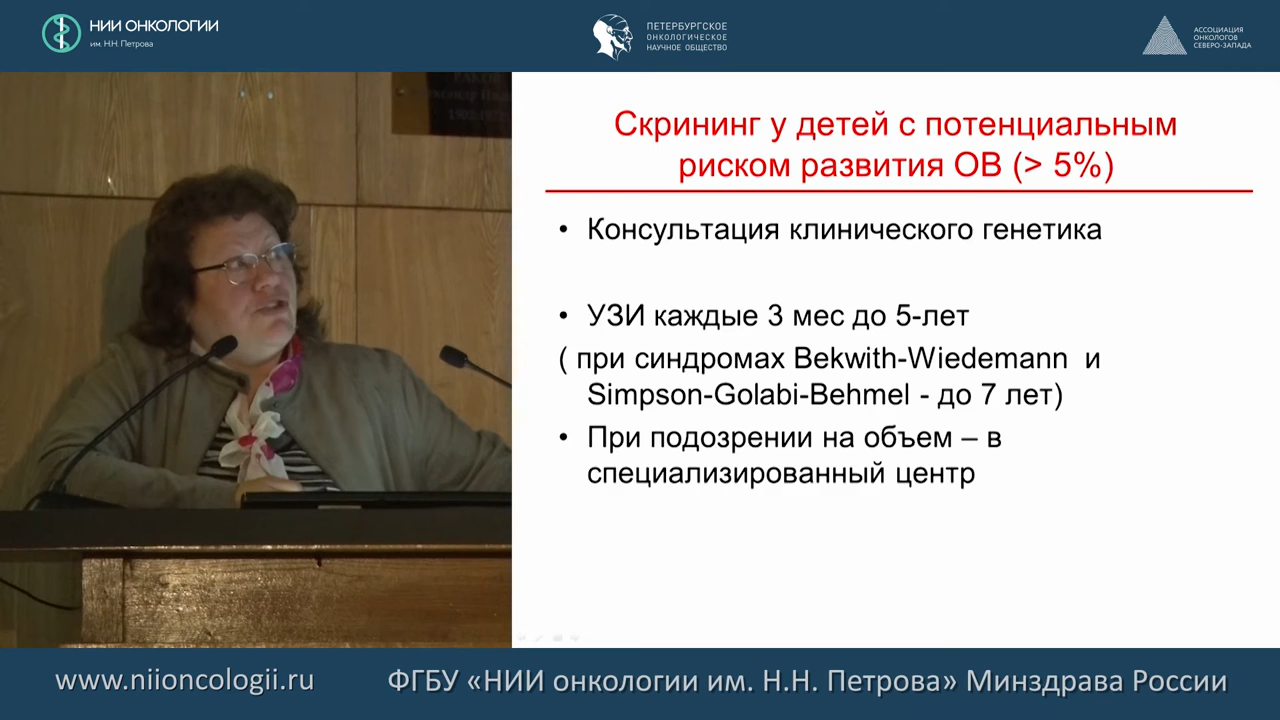 НИИ ОНКОЛОГИИ
им. Н.Н. Петрова
ПЕТЕРБУРГСКОЕ
ОНКОЛОГИЧЕСКОЕ
НАУЧНОЕ ОБЩЕСТВО
АССОЦИАЦИЯ
ОНКОЛОГОВ
СЕВЕРО-ЗАПАДА
Скрининг у детей с потенциальным
риском развития ОВ (> 5%)
• Консультация клинического генетика
• УЗИ каждые 3 мес до 5-лет
( при синдромах Bekwith-Wiedemann и
Simpson-Golabi-Behmel - до 7 лет)
• При подозрении на объем – в
специализированный центр
www.niioncologii.ru
ФГБУ «НИИ онкологии им. Н.Н. Петрова» Минздрава России